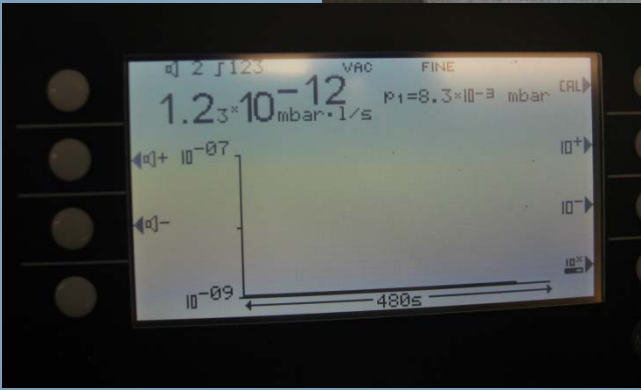 2 ∫123 VAC FINE
1.23*10⁻¹² mbar·l/s p1=8.3*10⁻³ mbar CAL
+ 10⁻⁰⁷ 10⁺
- 10⁻
10ˣ
10⁻⁰⁹ 480s